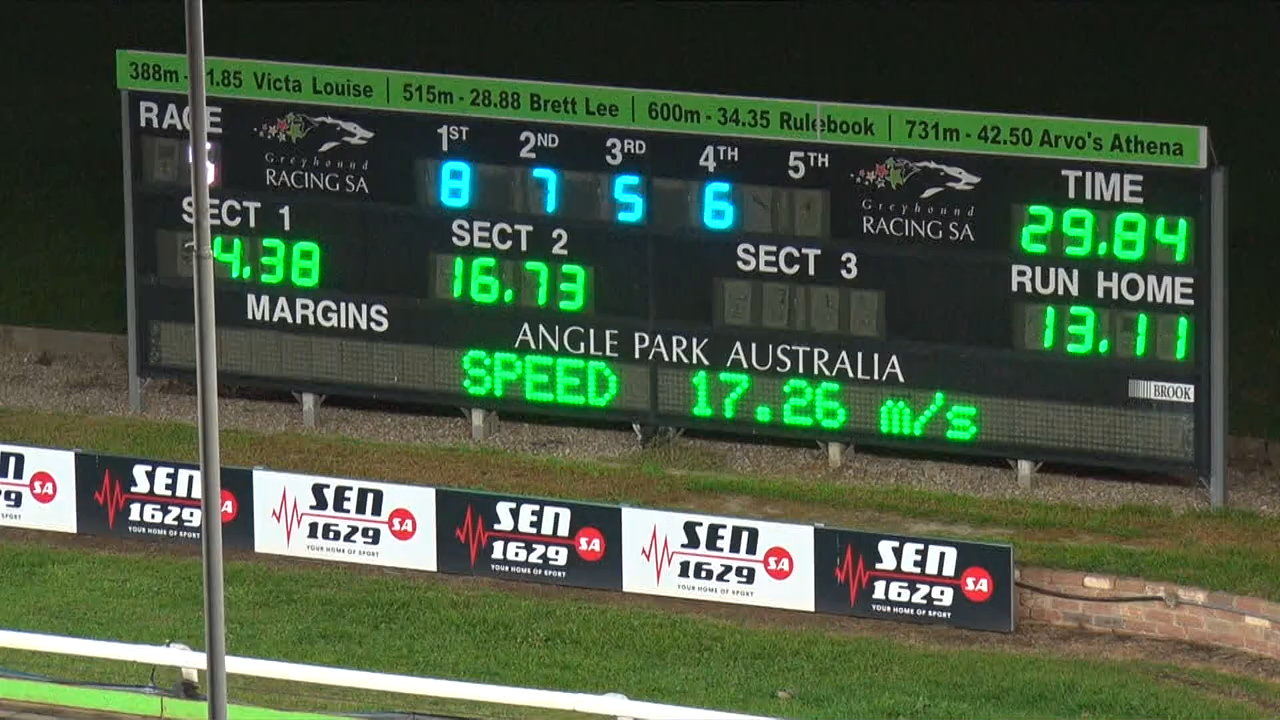 388m - 1.85 Victa Louise | 515m - 28.88 Brett Lee | 600m - 34.35 Rulebook | 731m - 42.50 Arvo's Athena
RACE
Greyhound
RACING SA
1ST 2ND 3RD 4TH 5TH
8 7 5 6
Greyhound
RACING SA
TIME
29.84
SECT 1
4.38
SECT 2
16.73
SECT 3
RUN HOME
13.11
MARGINS
ANGLE PARK AUSTRALIA
SPEED 17.26 m/s
BROOK
SEN
1629 SA
YOUR HOME OF SPORT
SEN
1629 SA
YOUR HOME OF SPORT
SEN
1629 SA
YOUR HOME OF SPORT
SEN
1629 SA
YOUR HOME OF SPORT
SEN
1629 SA
YOUR HOME OF SPORT